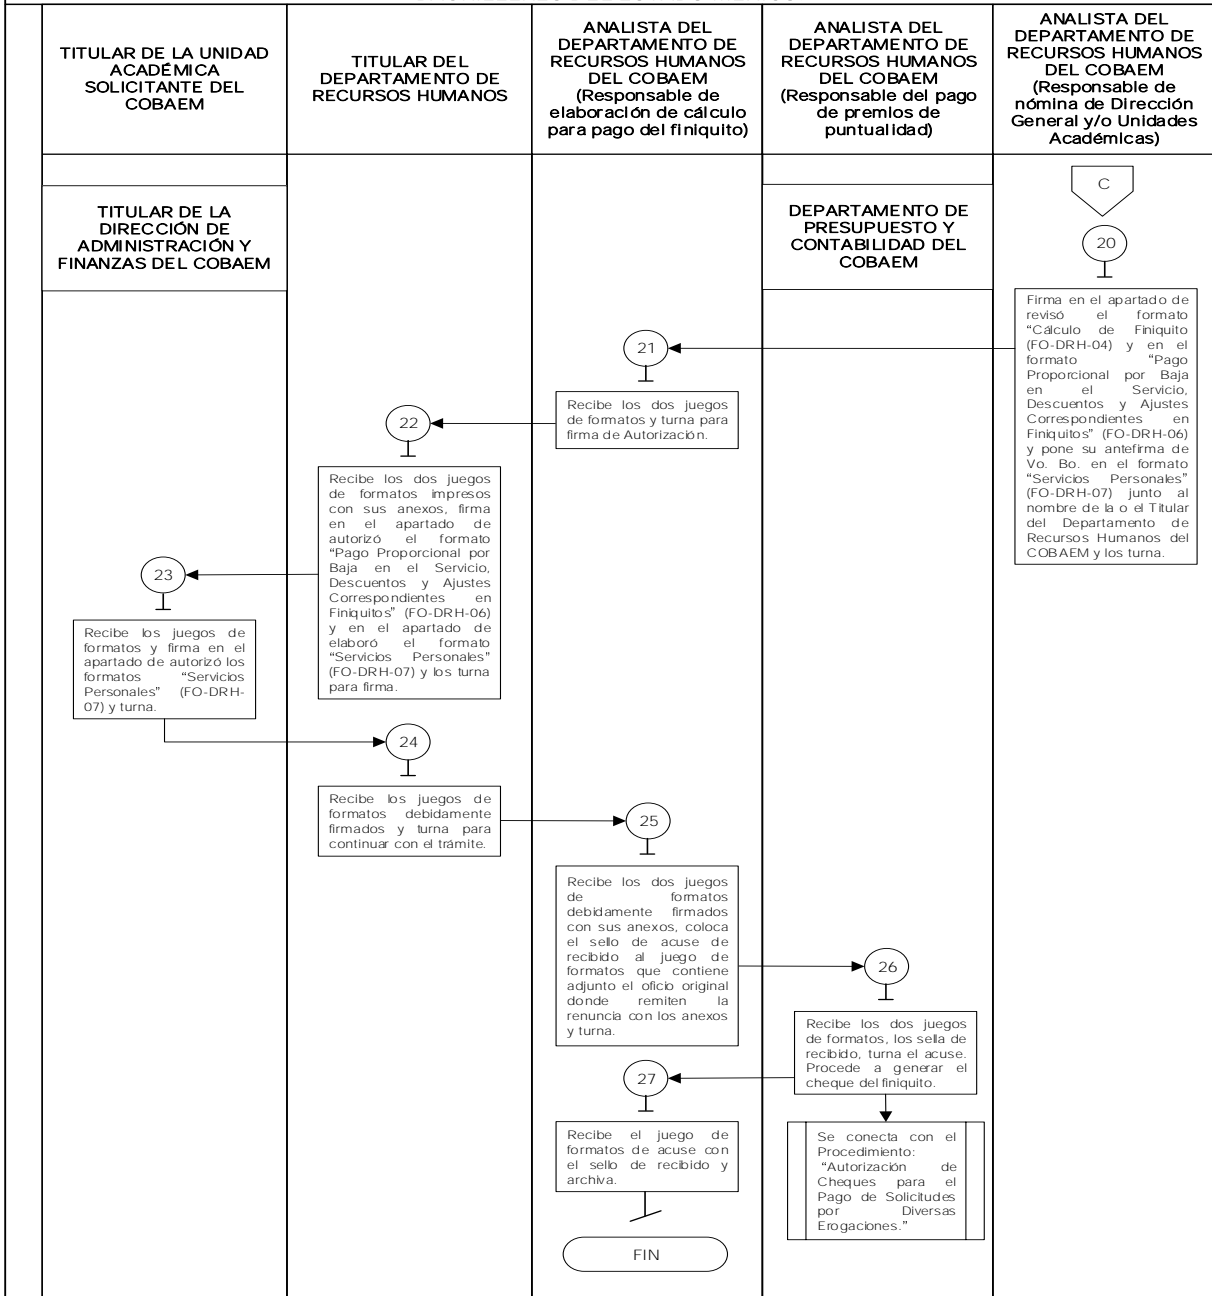 TITULAR DE LA UNIDAD
ACADÉMICA
SOLICITANTE DEL
COBAEM
TITULAR DEL
DEPARTAMENTO DE
RECURSOS HUMANOS
ANALISTA DEL
DEPARTAMENTO DE
RECURSOS HUMANOS
DEL COBAEM
(Responsable de
elaboración de cálculo
para pago del finiquito)
ANALISTA DEL
DEPARTAMENTO DE
RECURSOS HUMANOS
DEL COBAEM
(Responsable del pago
de premios de
puntualidad)
ANALISTA DEL
DEPARTAMENTO DE
RECURSOS HUMANOS
DEL COBAEM
(Responsable de
nómina de Dirección
General y/o Unidades
Académicas)
TITULAR DE LA
DIRECCIÓN DE
ADMINISTRACIÓN Y
FINANZAS DEL COBAEM
DEPARTAMENTO DE
PRESUPUESTO Y
CONTABILIDAD DEL
COBAEM
C
20
Firma en el apartado de
revisó el formato
“Cálculo de Finiquito
(FO-DRH-04) y en el
formato “Pago
Proporcional por Baja
en el Servicio,
Descuentos y Ajustes
Correspondientes en
Finiquitos” (FO-DRH-06)
y pone su antefirma de
Vo. Bo. en el formato
“Servicios Personales”
(FO-DRH-07) junto al
nombre de la o el Titular
del Departamento de
Recursos Humanos del
COBAEM y los turna.
21
Recibe los dos juegos
de formatos y turna para
firma de Autorización.
22
Recibe los dos juegos
de formatos impresos
con sus anexos, firma
en el apartado de
autorizó el formato
“Pago Proporcional por
Baja en el Servicio,
Descuentos y Ajustes
Correspondientes en
Finiquitos” (FO-DRH-06)
y en el apartado de
elaboró el formato
“Servicios Personales”
(FO-DRH-07) y los turna
para firma.
23
Recibe los juegos de
formatos y firma en el
apartado de autorizó los
formatos “Servicios
Personales” (FO-DRH-
07) y turna.
24
Recibe los juegos de
formatos debidamente
firmados y turna para
continuar con el trámite.
25
Recibe los dos juegos
de formatos
debidamente firmados
con sus anexos, coloca
el sello de acuse de
recibido al juego de
formatos que contiene
adjunto el oficio original
donde remiten la
renuncia con los anexos
y turna.
26
Recibe los dos juegos
de formatos, los sella de
recibido, turna el acuse.
Procede a generar el
cheque del finiquito.
27
Recibe el juego de
formatos de acuse con
el sello de recibido y
archiva.
Se conecta con el
Procedimiento:
“Autorización de
Cheques para el
Pago de Solicitudes
por Diversas
Erogaciones.”
FIN